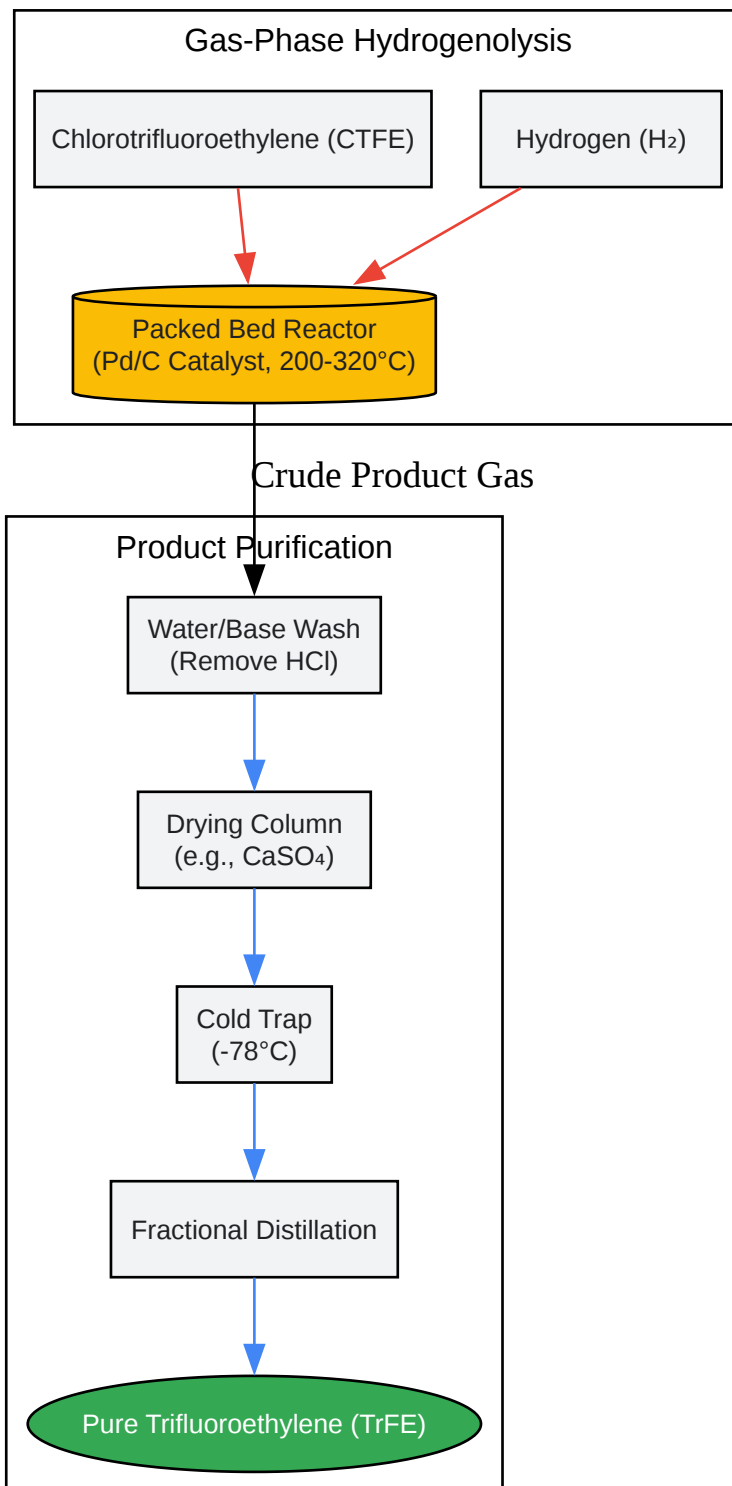 Gas-Phase Hydrogenolysis
Chlorotrifluoroethylene (CTFE)
Hydrogen (H₂)
Packed Bed Reactor
(Pd/C Catalyst, 200-320°C)
Crude Product Gas
Product Purification
Water/Base Wash
(Remove HCl)
Drying Column
(e.g., CaSO₄)
Cold Trap
(-78°C)
Fractional Distillation
Pure Trifluoroethylene (TrFE)